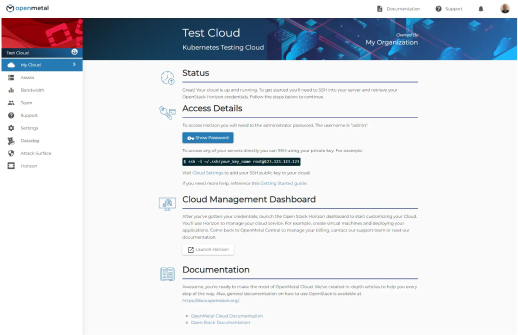 openmetal
Documentation
Support
Test Cloud
Kubernetes Testing Cloud
Owned By
My Organization
Test Cloud
My Cloud
Assets
Bandwidth
Team
Support
Settings
Datadog
Attack Surface
Horizon
Status
Great! Your cloud is up and running. To get started you'll need to SSH into your server and retrieve your
OpenStack Horizon credentials. Follow the steps below to continue.
Access Details
To access Horizon you will need to the administrator password. The username is "admin"
Show Password
To access any of your servers directly you can SSH using your private key. For example:
$ ssh -i ~/.ssh/your_key_name root@123.123.123.123
Visit Cloud Settings to add your SSH public key to your cloud.
If you need more help, reference this Getting Started guide.
Cloud Management Dashboard
After you've gotten your credentials, launch the Open Stack Horizon dashboard to start customizing your Cloud.
You'll use Horizon to manage your cloud service. For example, create virtual machines and deploying your
applications. Come back to OpenMetal Central to manage your billing, contact our support team or read our
documentation.
Launch Horizon
Documentation
Awesome, you're ready to make the most of OpenMetal Cloud. We've created in-depth articles to help you every
step of the way. Also, general documentation on how to use OpenStack is available at
https://docs.openstack.org/.
OpenMetal Cloud Documentation
Open Stack Documentation